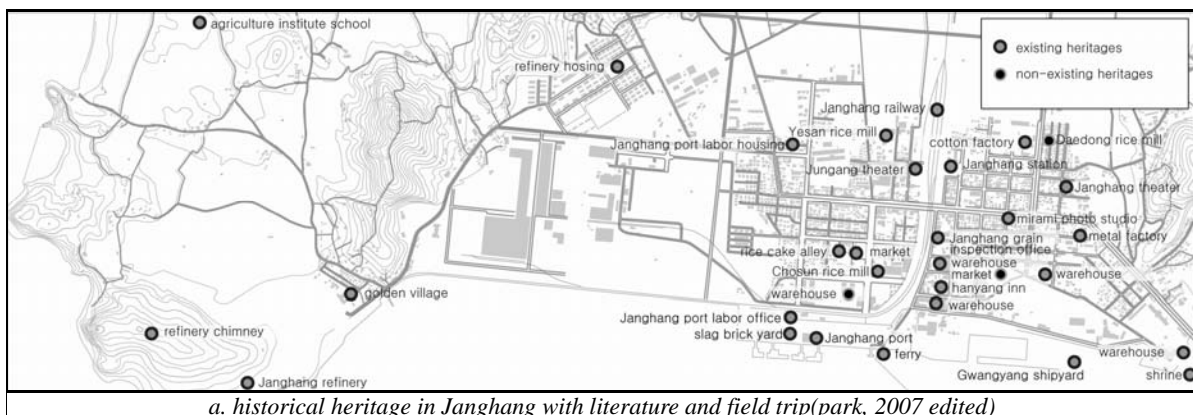 agriculture institute school
existing heritages
non-existing heritages
refinery hosing
Janghang railway
Yesan rice mill
Janghang port labor housing
cotton factory
Daedong rice mill
Jungang theater
Janghang station
Janghang theater
mirami photo studio
metal factory
Janghang grain
inspection office
rice cake alley
market
warehouse
Chosun rice mill
market
warehouse
hanyang inn
warehouse
warehouse
golden village
Janghang port labor office
slag brick yard
Janghang port
refinery chimney
ferry
warehouse
Gwangyang shipyard
shrine
Janghang refinery
a. historical heritage in Janghang with literature and field trip(park, 2007 edited)